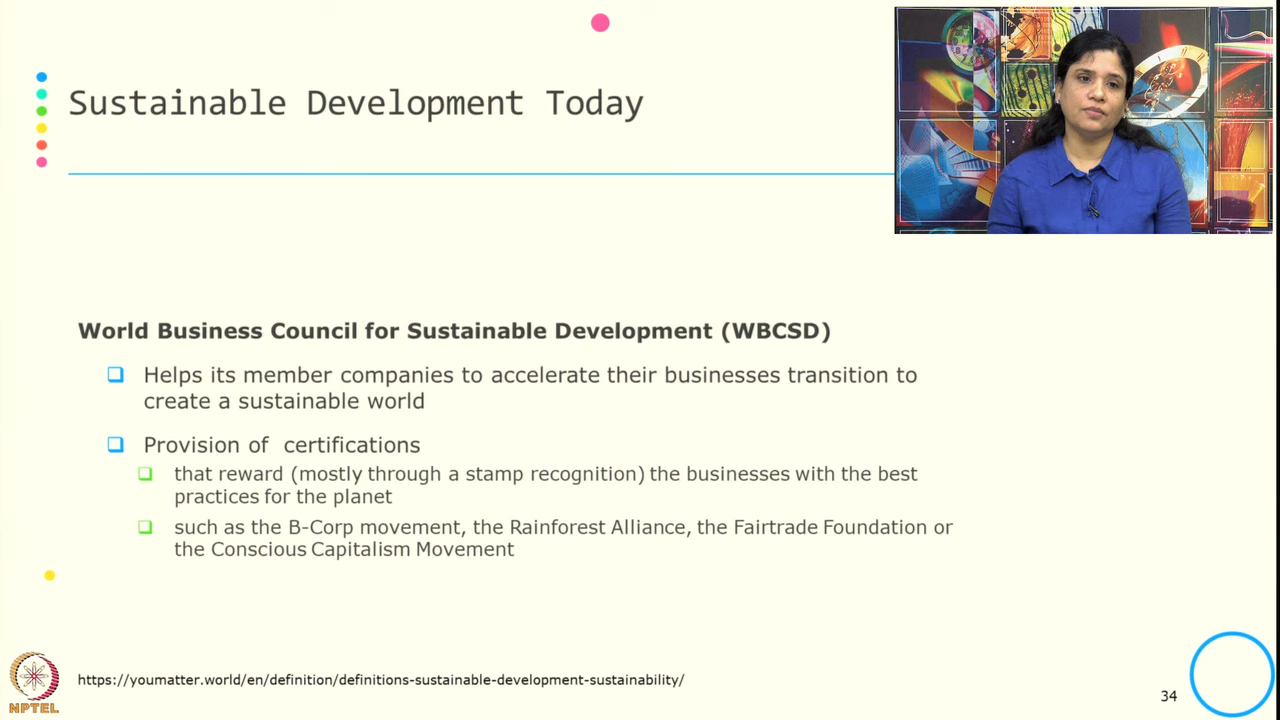 Sustainable Development Today
World Business Council for Sustainable Development (WBCSD)
Helps its member companies to accelerate their businesses transition to
create a sustainable world
Provision of certifications
that reward (mostly through a stamp recognition) the businesses with the best
practices for the planet
such as the B-Corp movement, the Rainforest Alliance, the Fairtrade Foundation or
the Conscious Capitalism Movement
https://youmatter.world/en/definition/definitions-sustainable-development-sustainability/
34
NPTEL